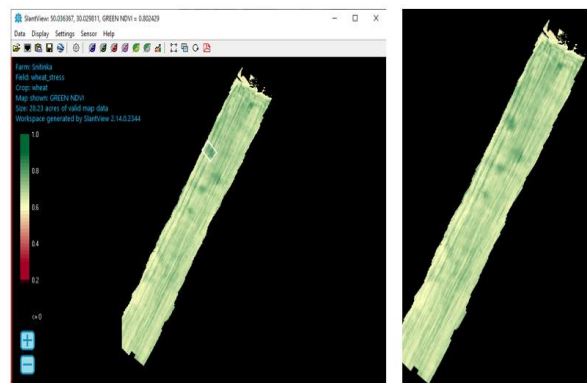 SlantView: 50.036367, 30.029811, GREEN NDVI = 0.802429
Data Display Settings Sensor Help
Farm: Snitinka
Field: wheat_stress
Crop: wheat
Map shown: GREEN NDVI
Size: 28.23 acres of valid map data
Workspace generated by SlantView 2.14.0.2344
1.0
0.8
0.6
0.4
0.2
<= 0